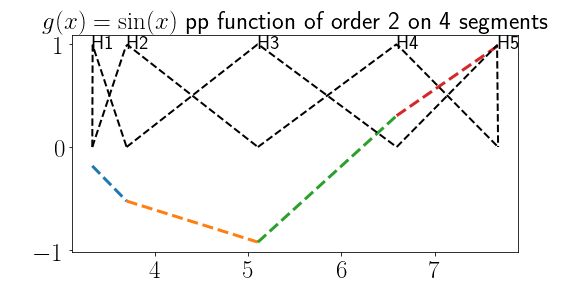 g(x) = sin(x) pp function of order 2 on 4 segments
H1 H2 H3 H4 H5
1
0
−1
4 5 6 7